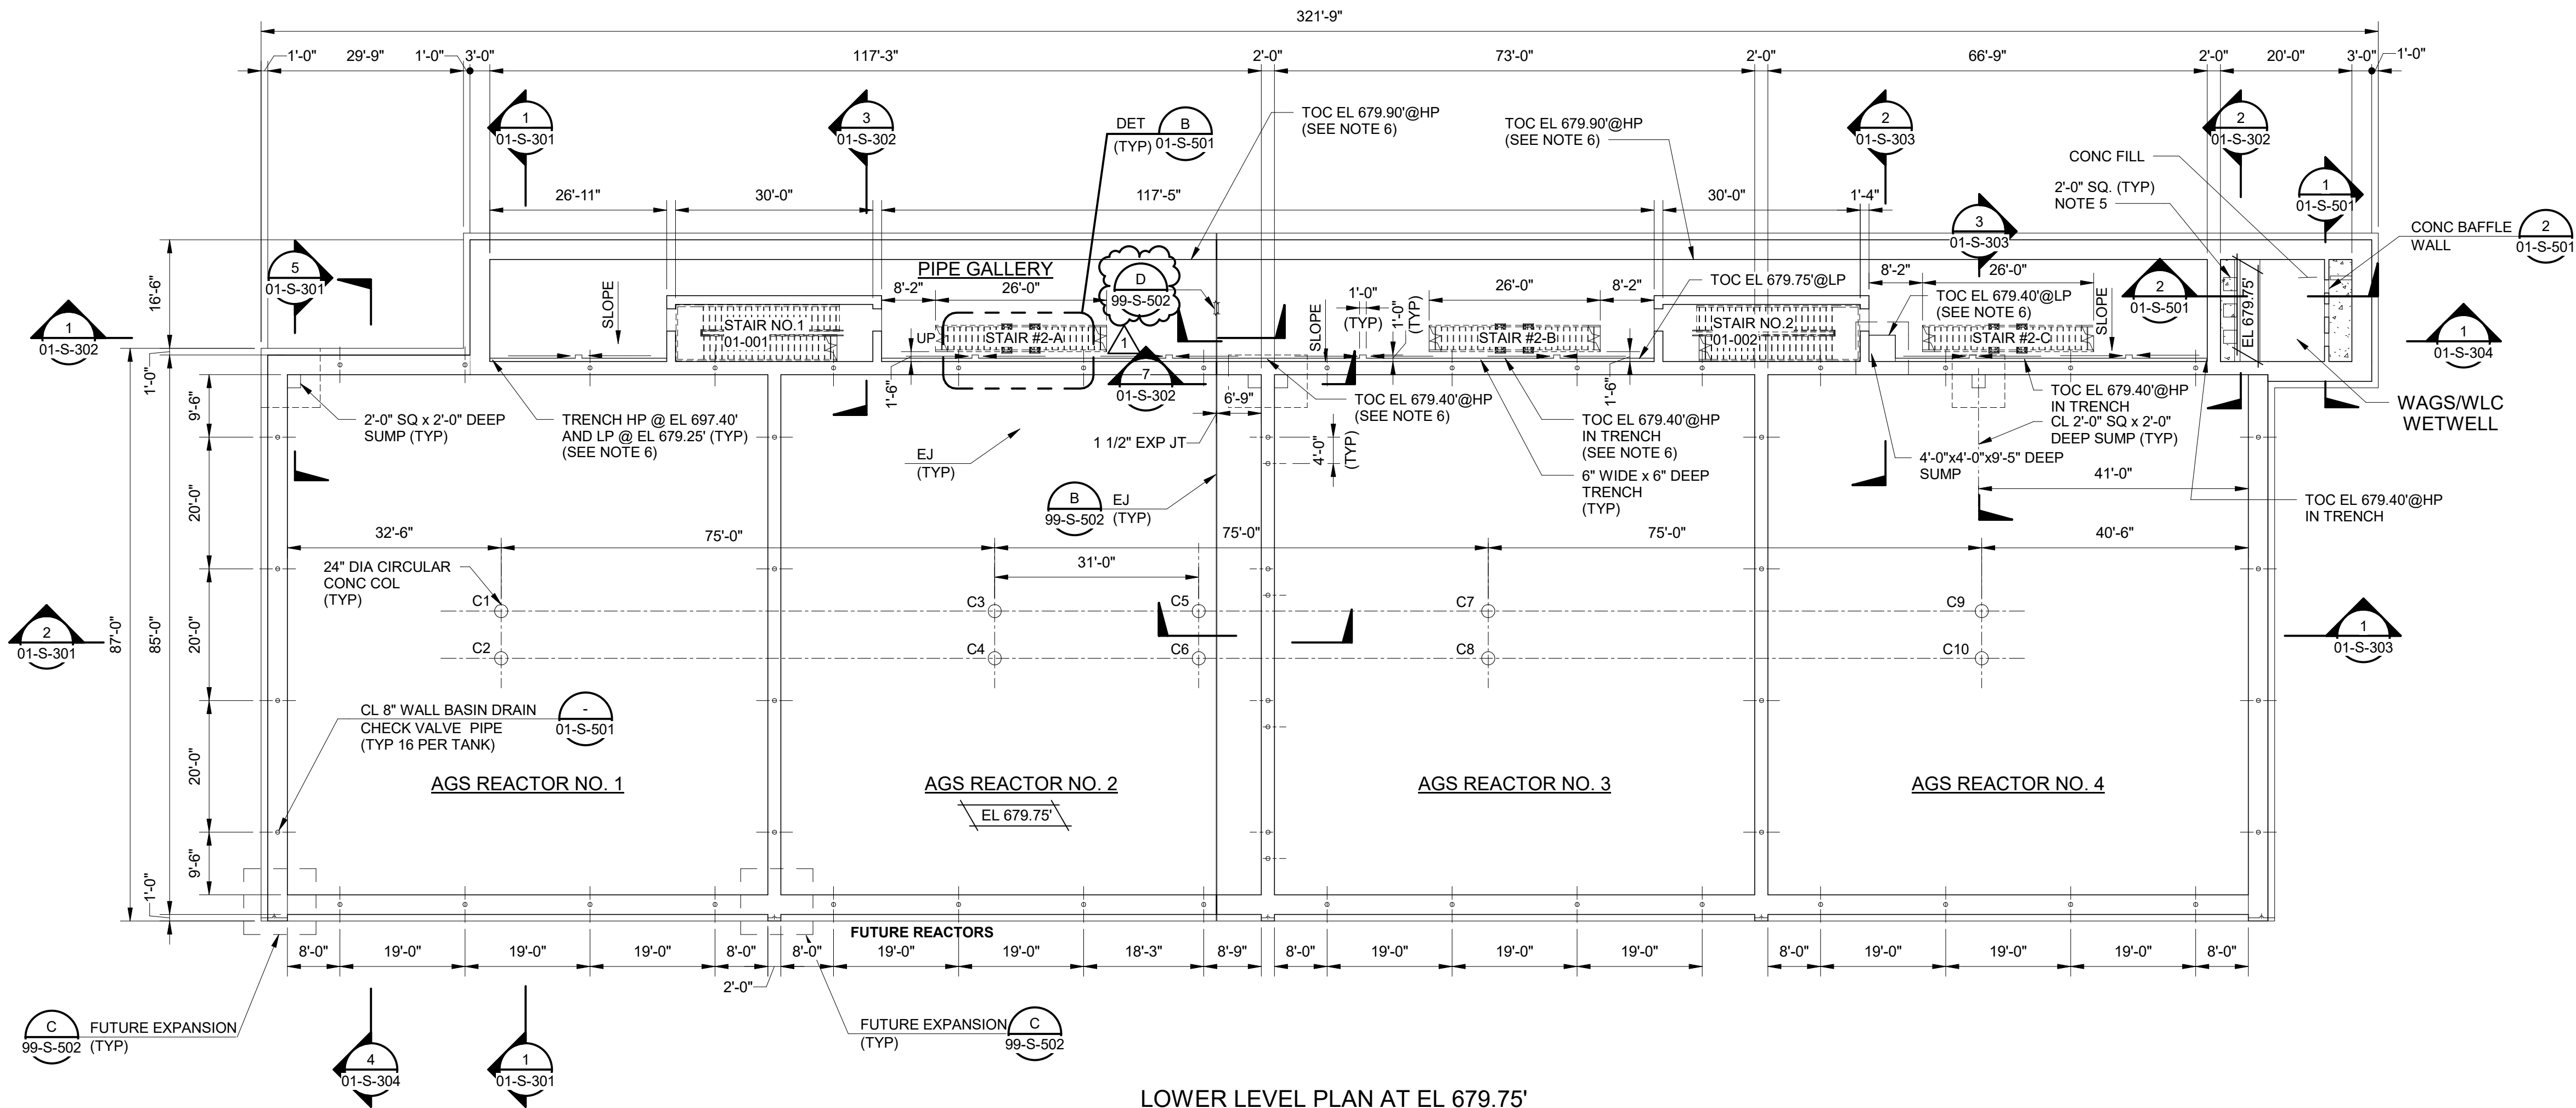 321'-9"
1'-0"
29'-9"
1'-0"
3'-0"
117'-3"
2'-0"
73'-0"
2'-0"
66'-9"
2'-0"
20'-0"
3'-0"
1'-0"
1
01-S-301
3
01-S-302
DET
(TYP)
B
01-S-501
TOC EL 679.90'@HP
(SEE NOTE 6)
TOC EL 679.90'@HP
(SEE NOTE 6)
2
01-S-303
2
01-S-302
CONC FILL
2'-0" SQ. (TYP)
NOTE 5
1
01-S-501
CONC BAFFLE
WALL
2
01-S-501
26'-11"
30'-0"
117'-5"
30'-0"
1'-4"
3
01-S-303
5
01-S-301
16'-6"
1
01-S-302
PIPE GALLERY
D
99-S-502
8'-2"
26'-0"
1'-0"
(TYP)
1'-0"
(TYP)
26'-0"
8'-2"
TOC EL 679.75'@LP
8'-2"
26'-0"
TOC EL 679.40'@LP
(SEE NOTE 6)
2
01-S-501
EL 679.75'
SLOPE
STAIR NO.1
01-001
UP
STAIR #2-A
1
SLOPE
STAIR #2-B
STAIR NO.2
01-002
STAIR #2-C
SLOPE
1
01-S-304
1'-0"
9'-6"
2'-0" SQ x 2'-0" DEEP
SUMP (TYP)
TRENCH HP @ EL 697.40'
AND LP @ EL 679.25' (TYP)
(SEE NOTE 6)
1'-6"
7
01-S-302
6'-9"
TOC EL 679.40'@HP
(SEE NOTE 6)
1'-6"
TOC EL 679.40'@HP
IN TRENCH
(SEE NOTE 6)
6" WIDE x 6" DEEP
TRENCH
(TYP)
TOC EL 679.40'@HP
IN TRENCH
CL 2'-0" SQ x 2'-0"
DEEP SUMP (TYP)
4'-0"x4'-0"x9'-5" DEEP
SUMP
WAGS/WLC
WETWELL
EJ
(TYP)
1 1/2" EXP JT
4'-0"
(TYP)
41'-0"
TOC EL 679.40'@HP
IN TRENCH
B
99-S-502
EJ
(TYP)
20'-0"
32'-6"
75'-0"
75'-0"
75'-0"
40'-6"
31'-0"
24" DIA CIRCULAR
CONC COL
(TYP)
C1
C3
C5
C7
C9
C2
C4
C6
C8
C10
2
01-S-301
87'-0"
85'-0"
20'-0"
1
01-S-303
CL 8" WALL BASIN DRAIN
CHECK VALVE PIPE
(TYP 16 PER TANK)
-
01-S-501
20'-0"
AGS REACTOR NO. 1
AGS REACTOR NO. 2
AGS REACTOR NO. 3
AGS REACTOR NO. 4
EL 679.75'
9'-6"
1'-0"
FUTURE REACTORS
8'-0"
19'-0"
19'-0"
19'-0"
8'-0"
8'-0"
19'-0"
19'-0"
18'-3"
8'-9"
8'-0"
19'-0"
19'-0"
19'-0"
8'-0"
19'-0"
19'-0"
19'-0"
8'-0"
2'-0"
C
99-S-502
FUTURE EXPANSION
(TYP)
FUTURE EXPANSION
(TYP)
C
99-S-502
4
01-S-304
1
01-S-301
LOWER LEVEL PLAN AT EL 679.75'